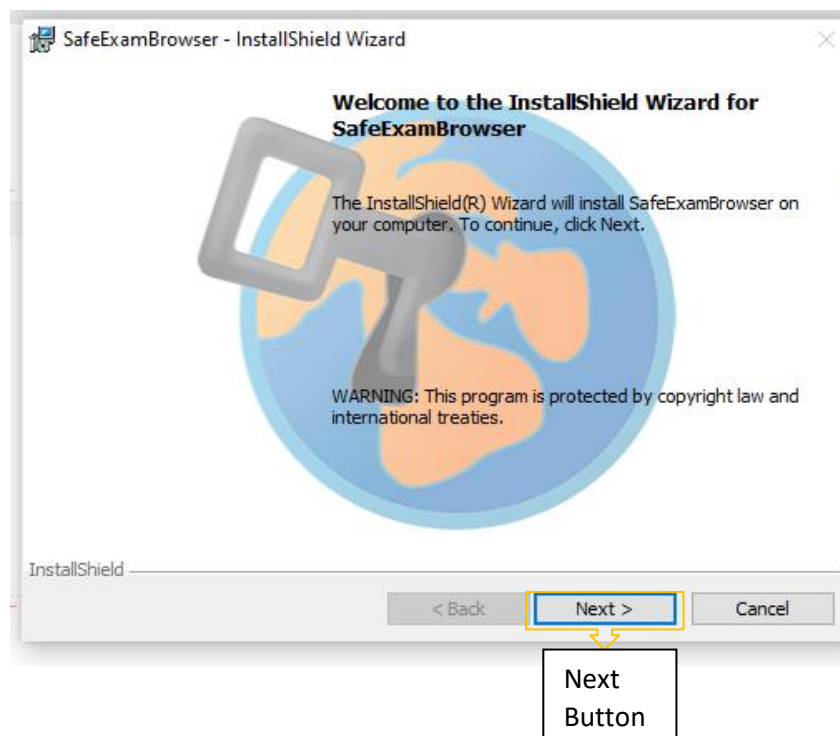 SafeExamBrowser - InstallShield Wizard
Welcome to the InstallShield Wizard for
SafeExamBrowser
The InstallShield(R) Wizard will install SafeExamBrowser on
your computer. To continue, click Next.
WARNING: This program is protected by copyright law and
international treaties.
InstallShield
< Back Next > Cancel
Next
Button